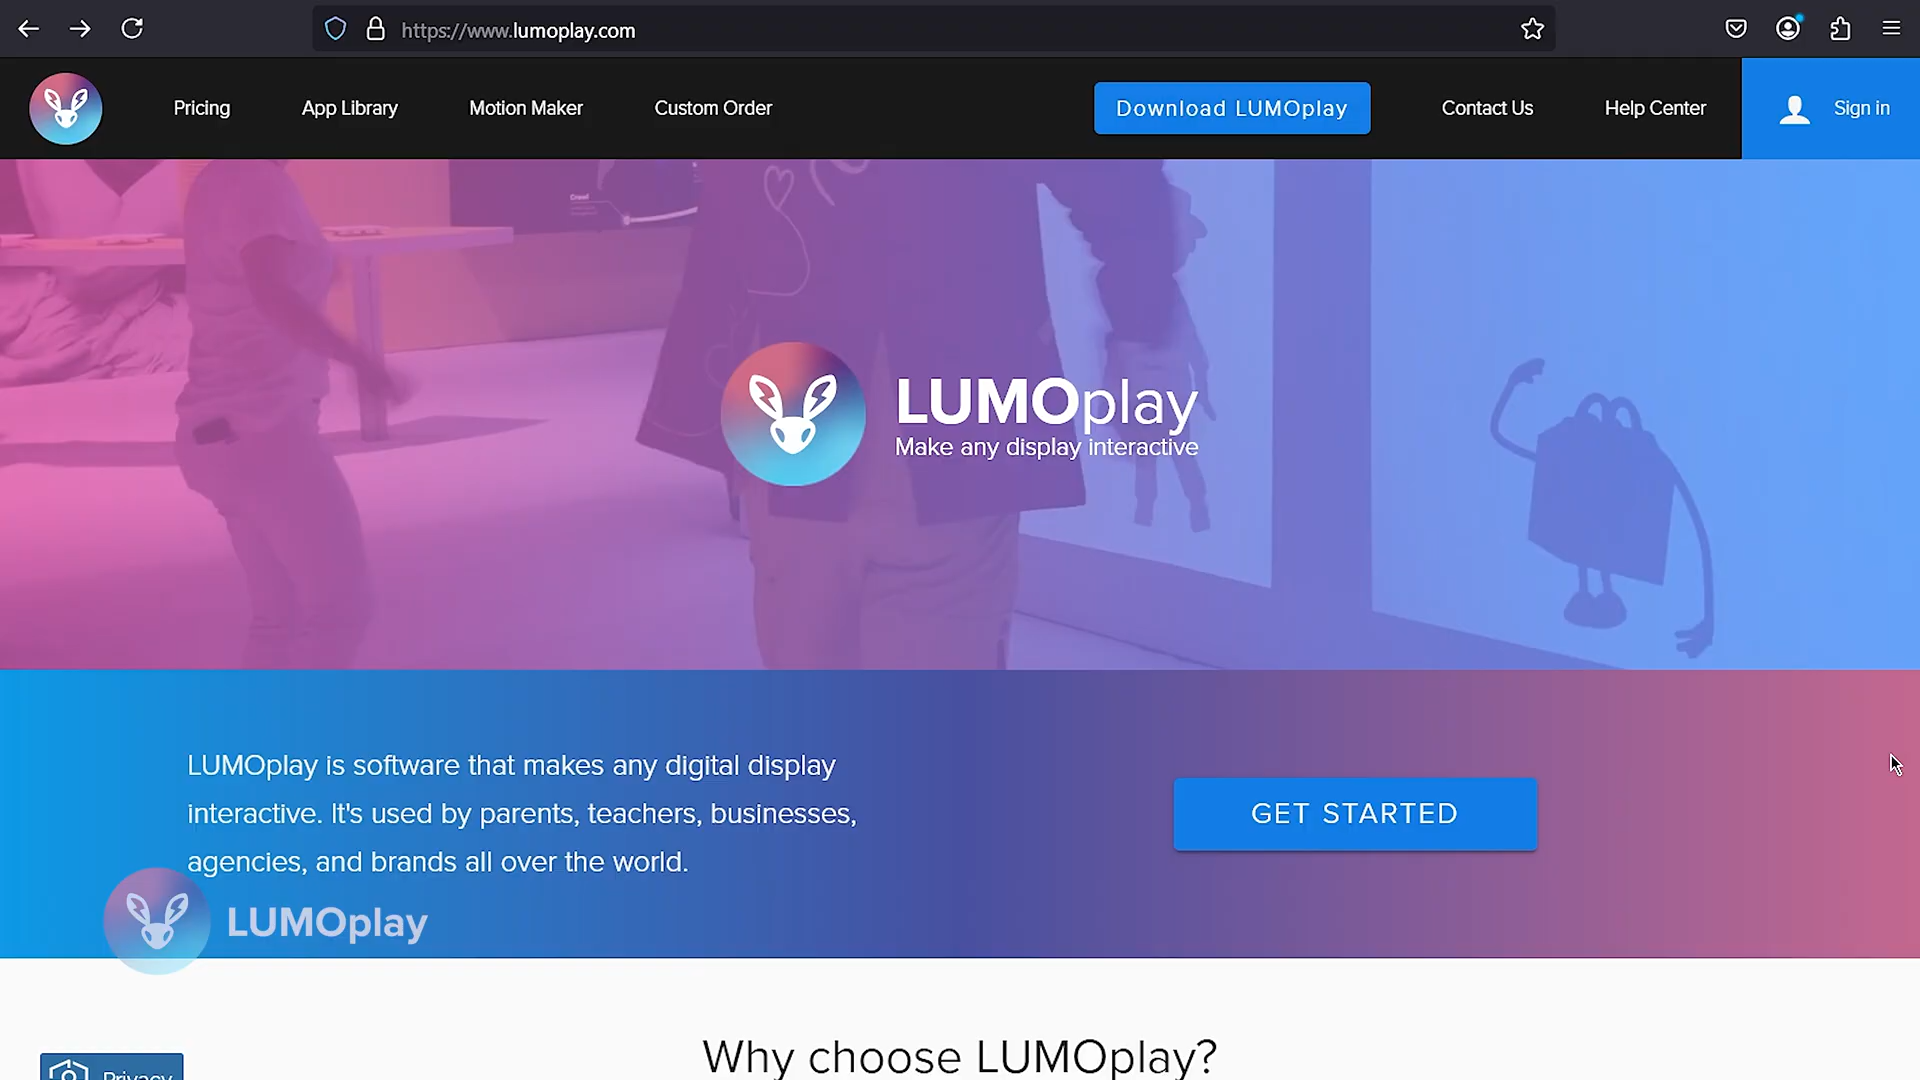 https://www.lumoplay.com
Pricing
App Library
Motion Maker
Custom Order
Download LUMOplay
Contact Us
Help Center
Sign in
Crawl
LUMOplay
Make any display interactive
LUMOplay is software that makes any digital display
interactive. It's used by parents, teachers, businesses,
agencies, and brands all over the world.
GET STARTED
LUMOplay
Why choose LUMOplay?
Privacy